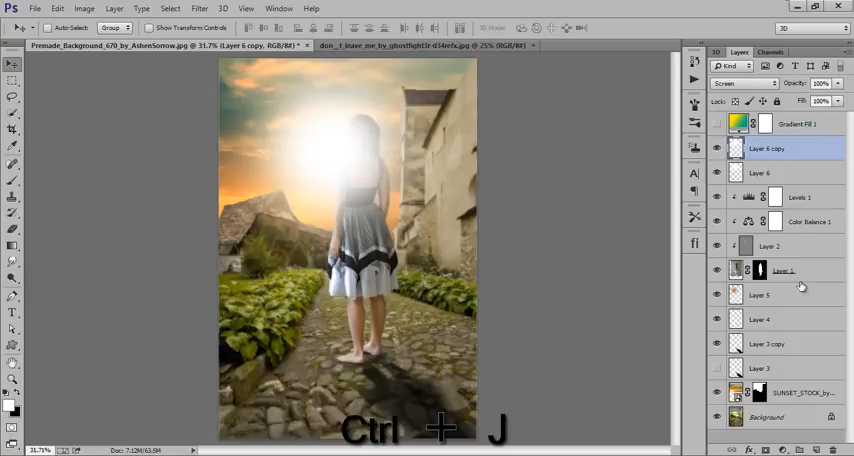 Ps File Edit Image Layer Type Select Filter 3D View Window Help
Auto-Select: Group Show Transform Controls 3D Mode: 3D
Premade_Background_670_by_AshenSorrow.jpg @ 31.7% (Layer 6 copy, RGB/8#) * × don__t_leave_me_by_ghostfight3r-d34refx.jpg @ 25% (RGB/8#) ×
3D Layers Channels
Kind
Screen Opacity: 100%
Lock: Fill: 100%
Gradient Fill 1
Layer 6 copy
Layer 6
Levels 1
Color Balance 1
Layer 2
Layer 1
Layer 5
Layer 4
Layer 3 copy
Layer 3
SUNSET_STOCK_by...
Background
Ctrl + J
31.71% Doc: 7.12M/63.5M